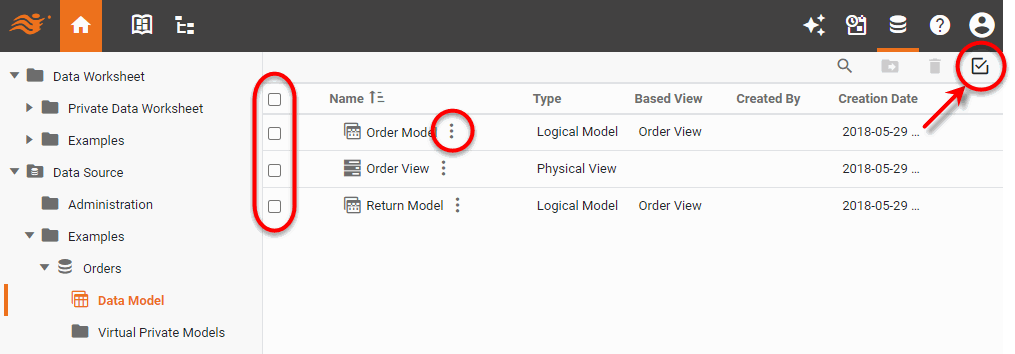 Data Worksheet
Private Data Worksheet
Examples
Data Source
Administration
Examples
Orders
Data Model
Virtual Private Models
Name Type Based View Created By Creation Date
Order Model Logical Model Order View 2018-05-29 ...
Order View Physical View 2018-05-29 ...
Return Model Logical Model Order View 2018-05-29 ...